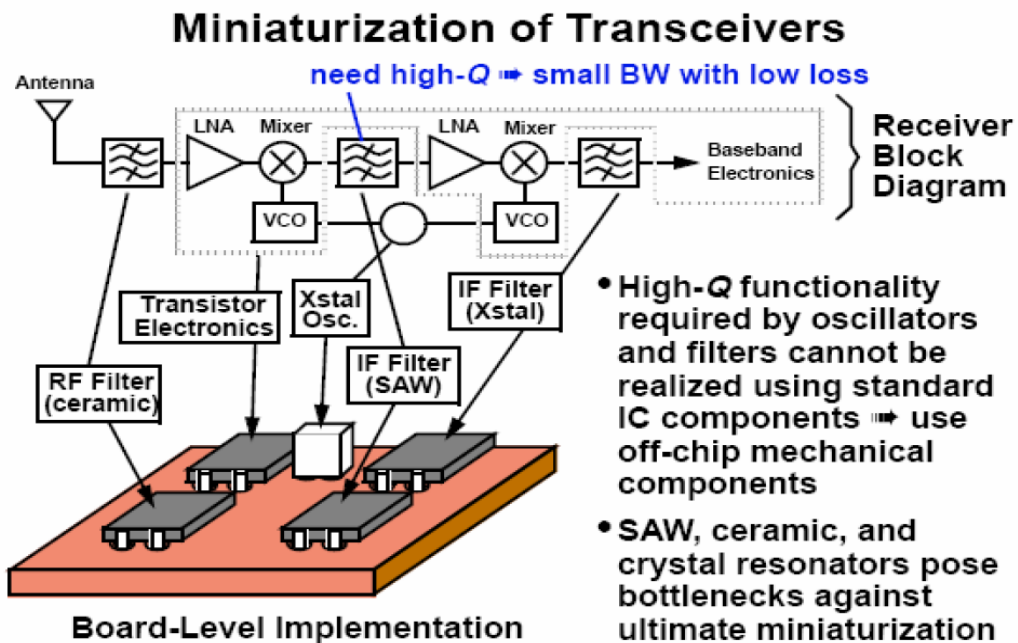 Miniaturization of Transceivers
need high-Q ➠ small BW with low loss
Antenna
LNA
Mixer
LNA
Mixer
Baseband
Electronics
VCO
VCO
Receiver
Block
Diagram
Transistor
Electronics
Xstal
Osc.
IF Filter
(Xstal)
RF Filter
(ceramic)
IF Filter
(SAW)
Board-Level Implementation
• High-Q functionality
required by oscillators
and filters cannot be
realized using standard
IC components ➠ use
off-chip mechanical
components
• SAW, ceramic, and
crystal resonators pose
bottlenecks against
ultimate miniaturization